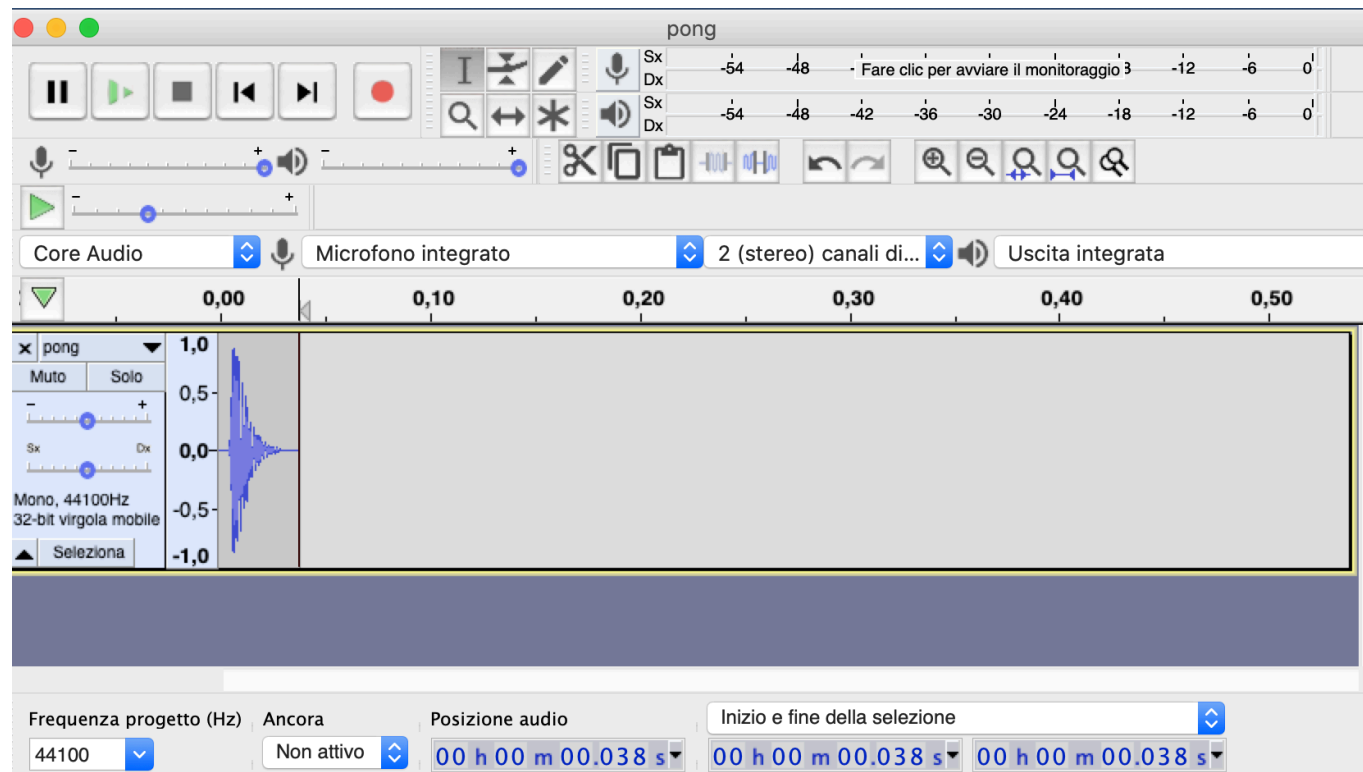 pong
Sx
Dx
-54 -48 - Fare clic per avviare il monitoraggio 3 -12 -6 0
Sx
Dx
-54 -48 -42 -36 -30 -24 -18 -12 -6 0
- + - +
- +
Core Audio Microfono integrato 2 (stereo) canali di... Uscita integrata
0,00 0,10 0,20 0,30 0,40 0,50
x pong
Muto Solo
- +
Sx Dx
Mono, 44100Hz
32-bit virgola mobile
Seleziona
1,0
0,5-
0,0-
-0,5-
-1,0
Frequenza progetto (Hz) Ancora Posizione audio Inizio e fine della selezione
44100 Non attivo 00 h 00 m 00.038 s 00 h 00 m 00.038 s 00 h 00 m 00.038 s